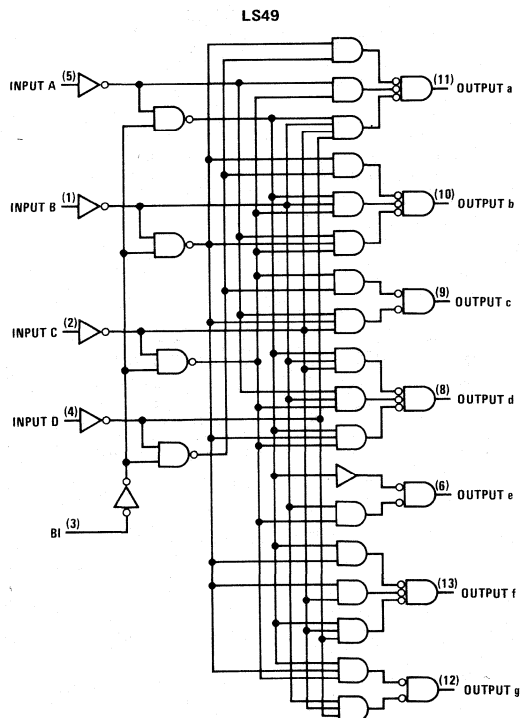 LS49
INPUT A (5)
(11) OUTPUT a
INPUT B (1)
(10) OUTPUT b
(9) OUTPUT c
INPUT C (2)
(8) OUTPUT d
INPUT D (4)
(6) OUTPUT e
BI (3)
(13) OUTPUT f
(12) OUTPUT g